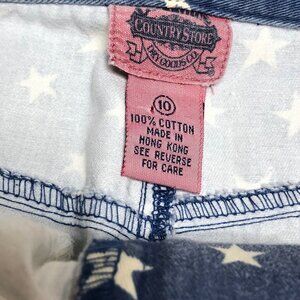 COUNTRY STORE
DRY GOODS CO.
10
100% COTTON
MADE IN
HONG KONG
SEE REVERSE
FOR CARE